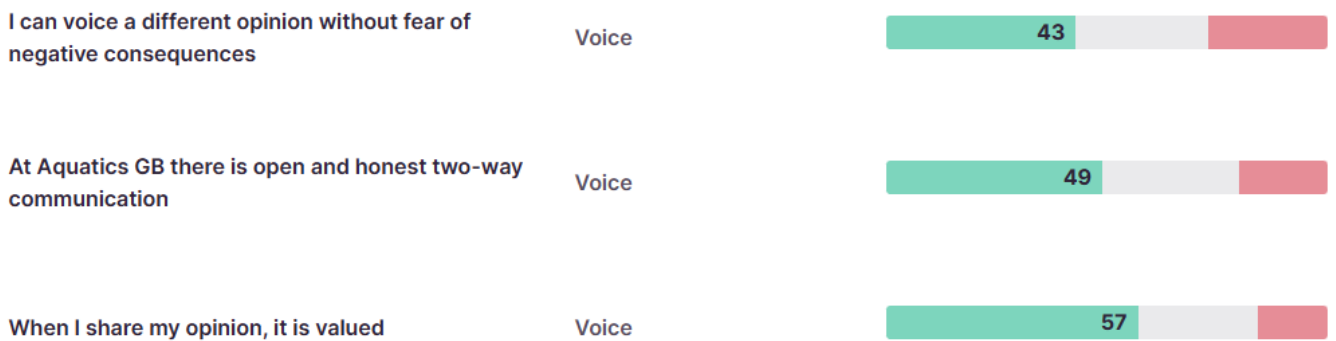 I can voice a different opinion without fear of
negative consequences
Voice
43
At Aquatics GB there is open and honest two-way
communication
Voice
49
When I share my opinion, it is valued
Voice
57